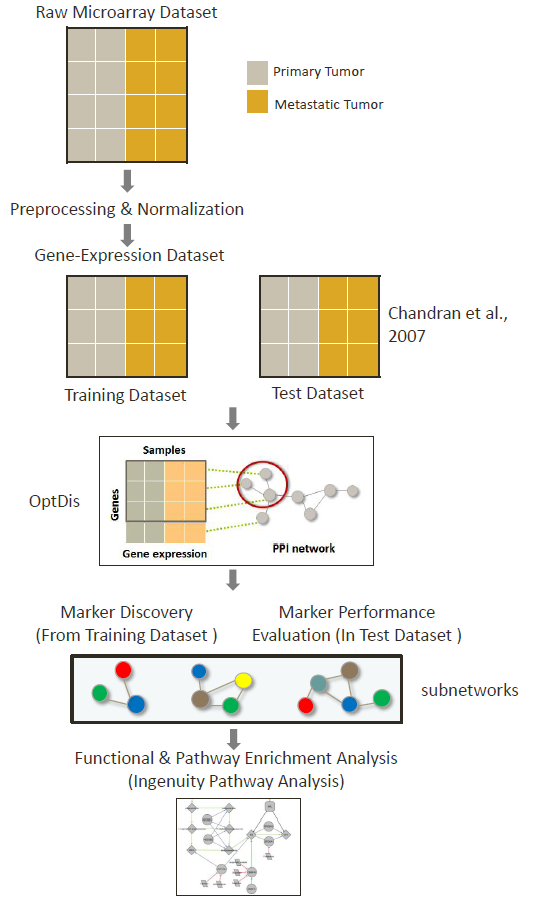 Raw Microarray Dataset
Primary Tumor
Metastatic Tumor
Preprocessing & Normalization
Gene-Expression Dataset
Chandran et al.,
2007
Training Dataset
Test Dataset
OptDis
Samples
Genes
Gene expression
PPI network
Marker Discovery
(From Training Dataset )
Marker Performance
Evaluation (In Test Dataset )
subnetworks
Functional & Pathway Enrichment Analysis
(Ingenuity Pathway Analysis)